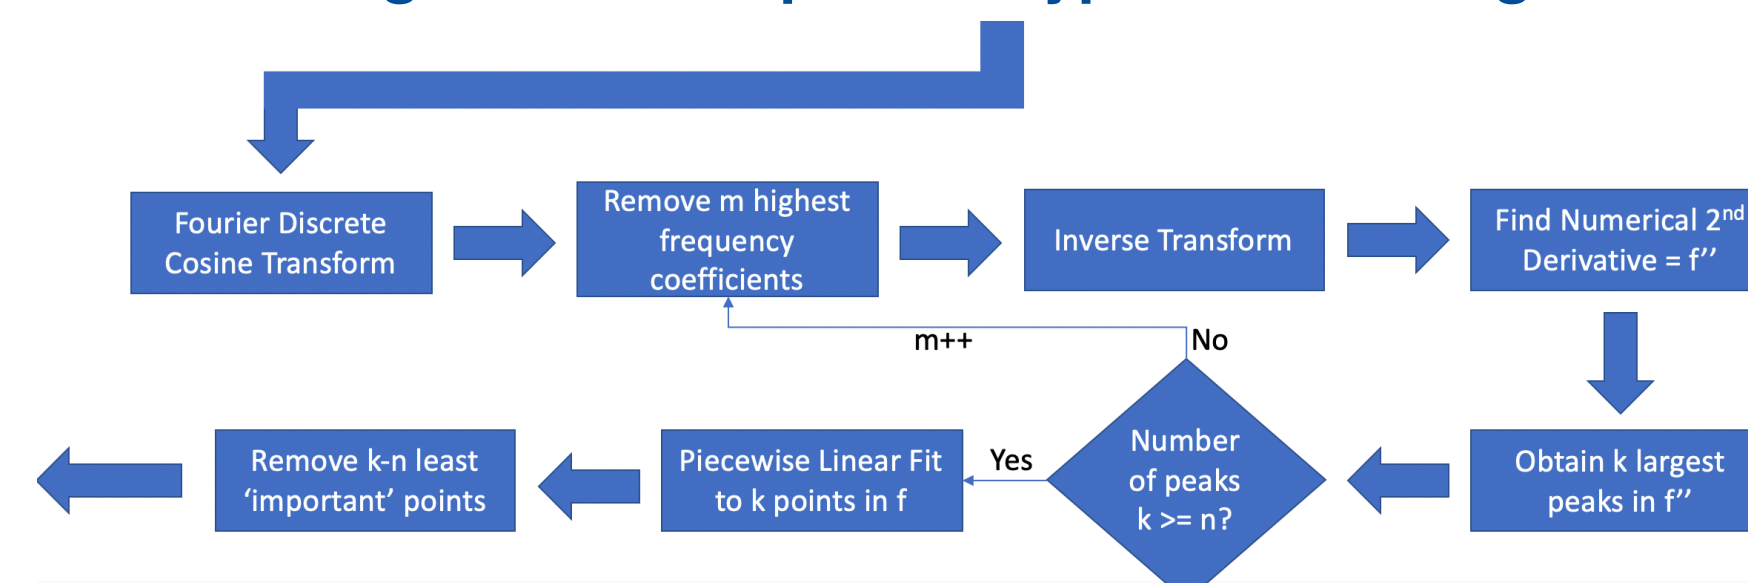 Fourier Discrete
Cosine Transform
Remove m highest
frequency
coefficients
Inverse Transform
Find Numerical 2nd
Derivative = f’’
m++
No
Remove k-n least
‘important’ points
Piecewise Linear Fit
to k points in f
Yes
Number
of peaks
k >= n?
Obtain k largest
peaks in f’’